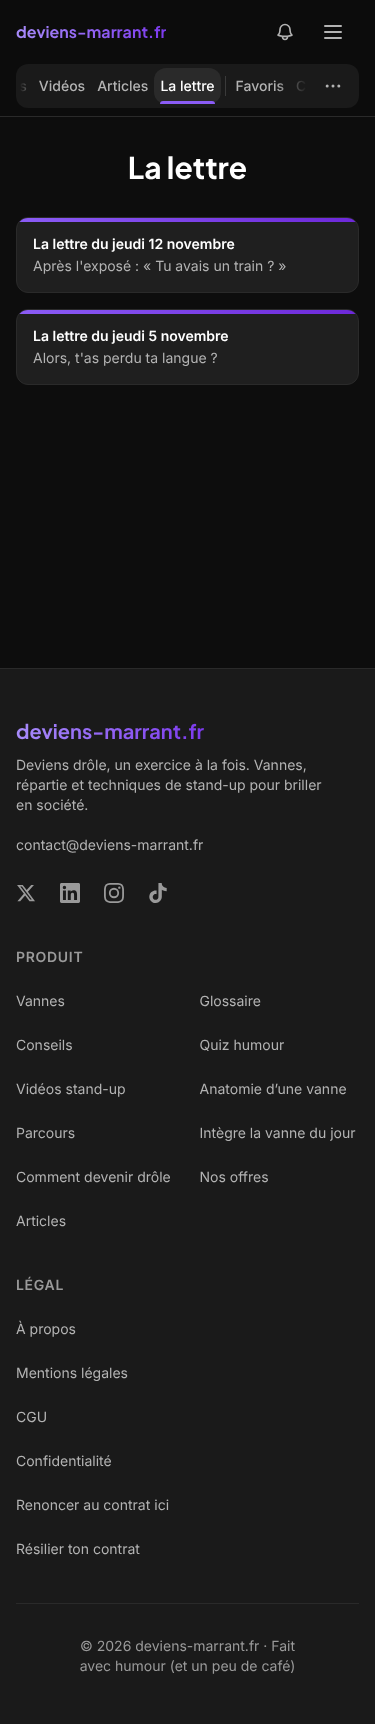 deviens-marrant.fr
Vidéos Articles La lettre Favoris
La lettre
La lettre du jeudi 12 novembre
Après l'exposé : « Tu avais un train ? »
La lettre du jeudi 5 novembre
Alors, t'as perdu ta langue ?
deviens-marrant.fr
Deviens drôle, un exercice à la fois. Vannes,
répartie et techniques de stand-up pour briller
en société.
contact@deviens-marrant.fr
PRODUIT
Vannes
Glossaire
Conseils
Quiz humour
Vidéos stand-up
Anatomie d’une vanne
Parcours
Intègre la vanne du jour
Comment devenir drôle
Nos offres
Articles
LÉGAL
À propos
Mentions légales
CGU
Confidentialité
Renoncer au contrat ici
Résilier ton contrat
© 2026 deviens-marrant.fr · Fait
avec humour (et un peu de café)